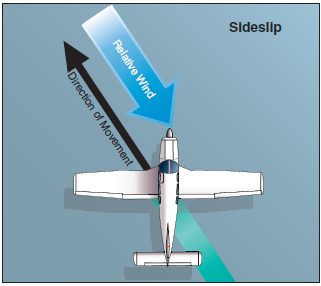 Sideslip
Relative Wind
Direction of Movement